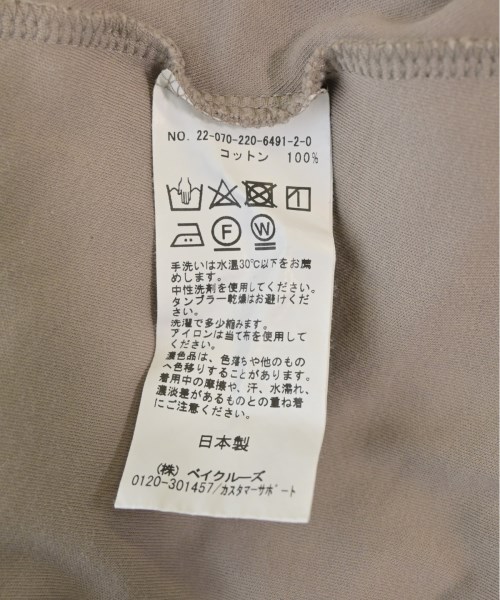 NO. 22-070-220-6491-2-0
コットン 100%
F W
手洗いは水温30℃以下をお薦
めします。
中性洗剤を使用してください。
タンブラー乾燥はお避けくださ
い。
洗濯で多少縮みます。
アイロンは当て布を使用して
ください。
濃色品は、色落ちや他のもの
へ色移りすることがあります。
着用中の摩擦や、汗、水濡れ、
濃淡差があるものとの重ね着
にご注意ください。
日本製
(株) ベイクルーズ
0120-301457/カスタマーサポート